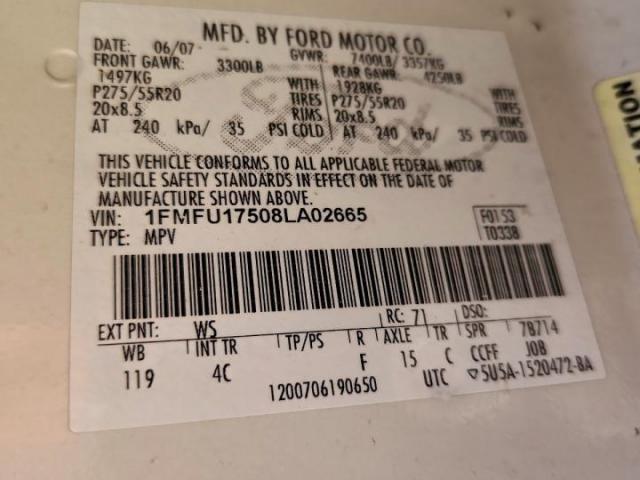 MFD. BY FORD MOTOR CO.
DATE: 06/07 GVWR: 7400LB/ 3357KG
FRONT GAWR: 3300LB REAR GAWR: 4250LB
1497KG WITH 1928KG WITH
P275/55R20 TIRES P275/55R20 TIRES
20x8.5 RIMS 20x8.5 RIMS
AT 240 kPa/ 35 PSI COLD AT 240 kPa/ 35 PSI COLD
THIS VEHICLE CONFORMS TO ALL APPLICABLE FEDERAL MOTOR
VEHICLE SAFETY STANDARDS IN EFFECT ON THE DATE OF
MANUFACTURE SHOWN ABOVE.
VIN: 1FMFU17508LA02665 F0153
TYPE: MPV T0338
EXT PNT: WS RC: 71 DSO:
WB INT TR TP/PS R AXLE TR SPR 78714
119 4C F 15 C CCFF JOB
1200706190650 UTC ▽5U5A-1520472-BA